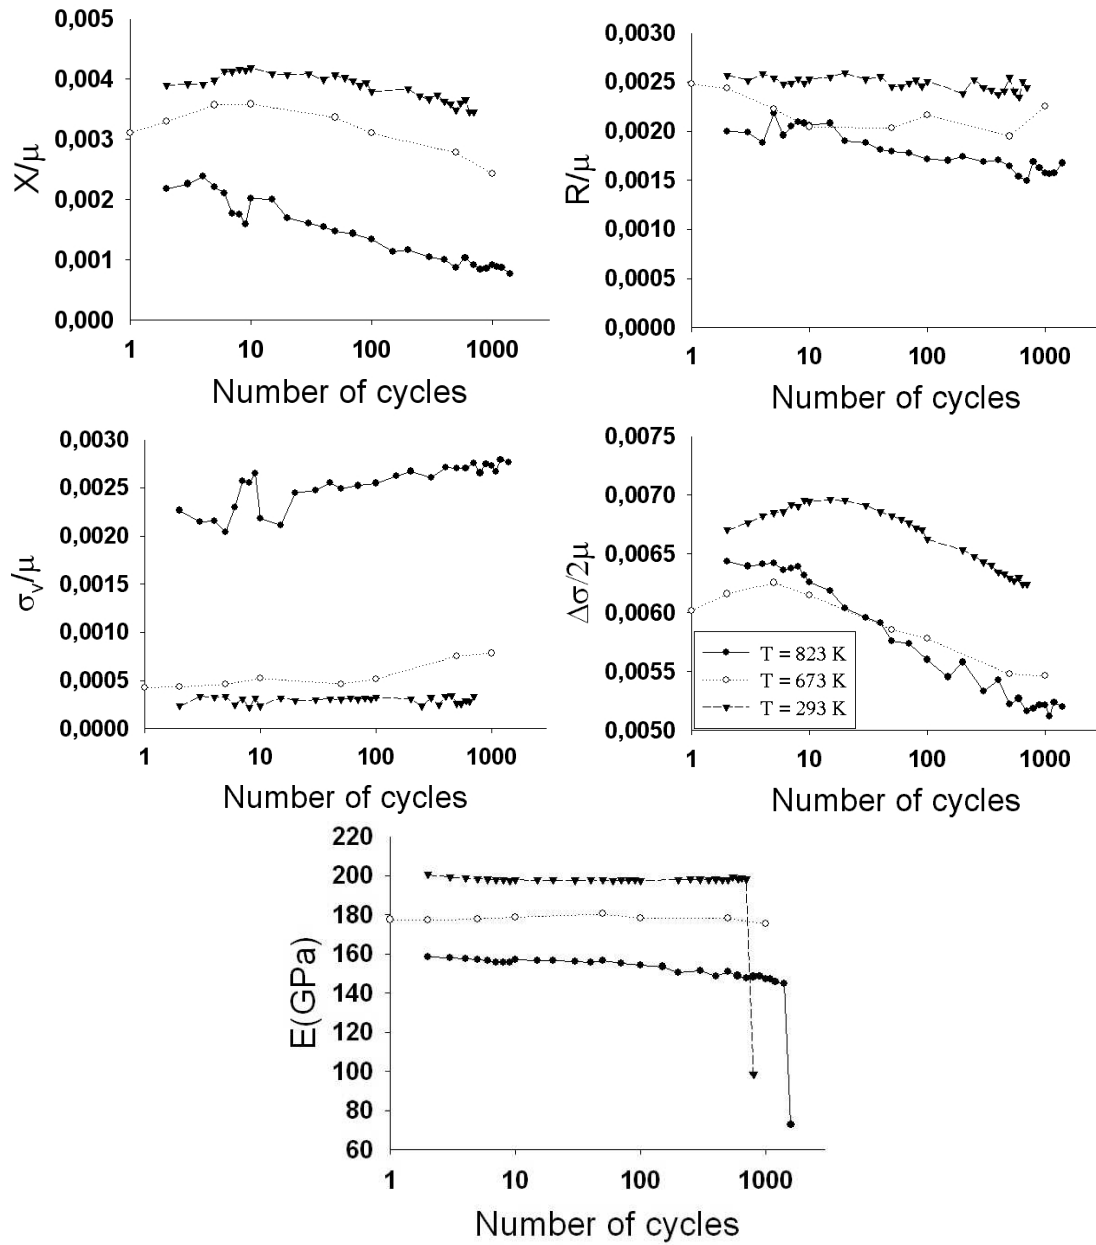 0,005
0,004
0,003
0,002
0,001
0,000
X/μ
1 10 100 1000
Number of cycles
0,0030
0,0025
0,0020
0,0015
0,0010
0,0005
0,0000
R/μ
1 10 100 1000
Number of cycles
0,0030
0,0025
0,0020
0,0015
0,0010
0,0005
0,0000
σv/μ
1 10 100 1000
Number of cycles
0,0075
0,0070
0,0065
0,0060
0,0055
0,0050
Δσ/2μ
T = 823 K
T = 673 K
T = 293 K
1 10 100 1000
Number of cycles
220
200
180
160
140
120
100
80
60
E(GPa)
1 10 100 1000
Number of cycles